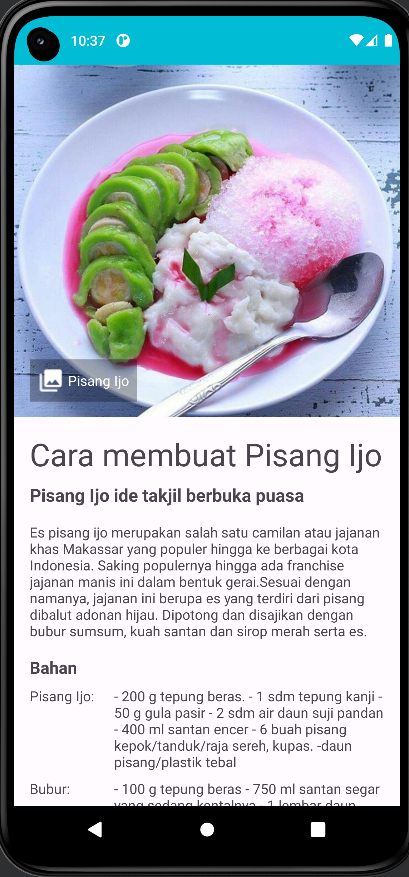 10:37
Pisang Ijo
Cara membuat Pisang Ijo
Pisang Ijo ide takjil berbuka puasa
Es pisang ijo merupakan salah satu camilan atau jajanan
khas Makassar yang populer hingga ke berbagai kota
Indonesia. Saking populernya hingga ada franchise
jajanan manis ini dalam bentuk gerai.Sesuai dengan
namanya, jajanan ini berupa es yang terdiri dari pisang
dibalut adonan hijau. Dipotong dan disajikan dengan
bubur sumsum, kuah santan dan sirop merah serta es.
Bahan
Pisang Ijo: - 200 g tepung beras. - 1 sdm tepung kanji -
50 g gula pasir - 2 sdm air daun suji pandan
- 400 ml santan encer - 6 buah pisang
kepok/tanduk/raja sereh, kupas. -daun
pisang/plastik tebal
Bubur: - 100 g tepung beras - 750 ml santan segar
yang sedang kentalnya - 1 lembar daun